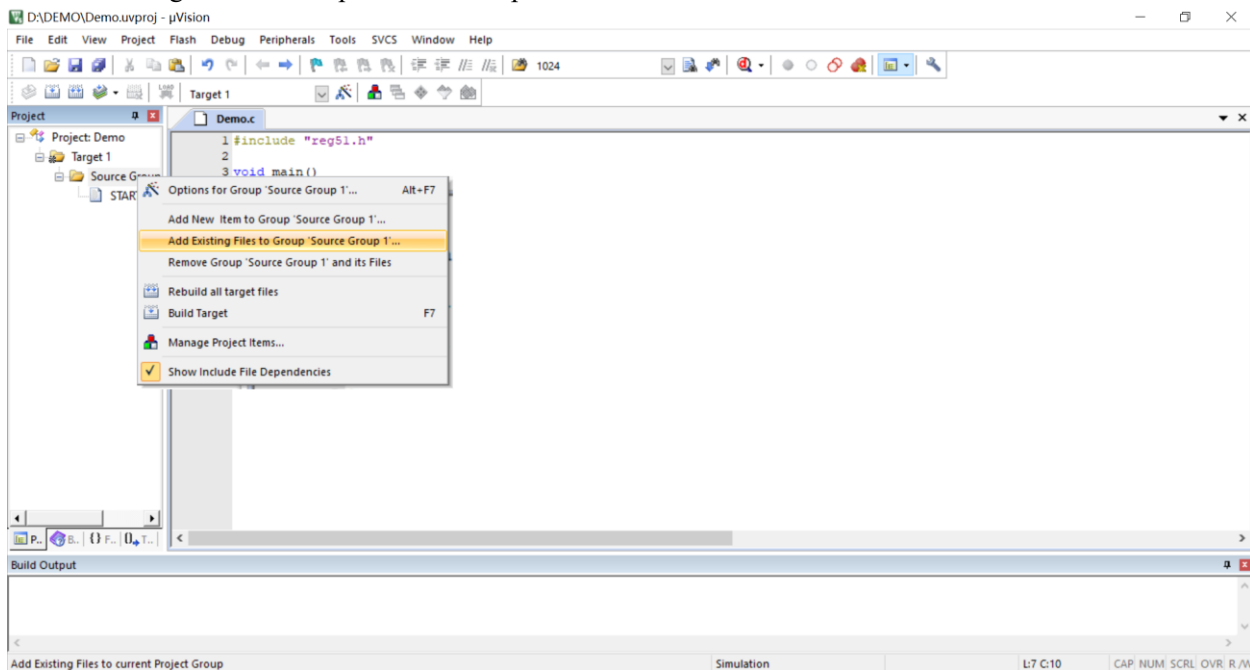 D:\DEMO\Demo.uvproj - µVision
File Edit View Project Flash Debug Peripherals Tools SVCS Window Help
1024
Target 1
Project
Demo.c
Project: Demo
Target 1
Source Group
STAR
1 #include "reg51.h"
2
3 void main()
Options for Group 'Source Group 1'... Alt+F7
Add New Item to Group 'Source Group 1'...
Add Existing Files to Group 'Source Group 1'...
Remove Group 'Source Group 1' and its Files
Rebuild all target files
Build Target F7
Manage Project Items...
Show Include File Dependencies
P.. B.. {} F.. T..
Build Output
Add Existing Files to current Project Group Simulation L:7 C:10 CAP NUM SCRL OVR R/W